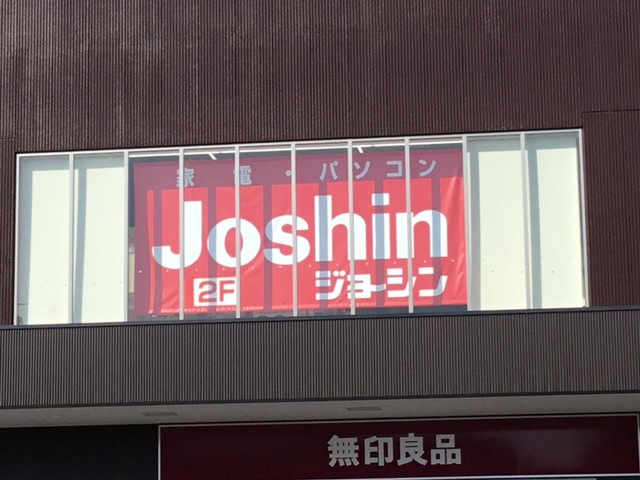 家電・パソコン
Joshin
2F ジョーシン
無印良品